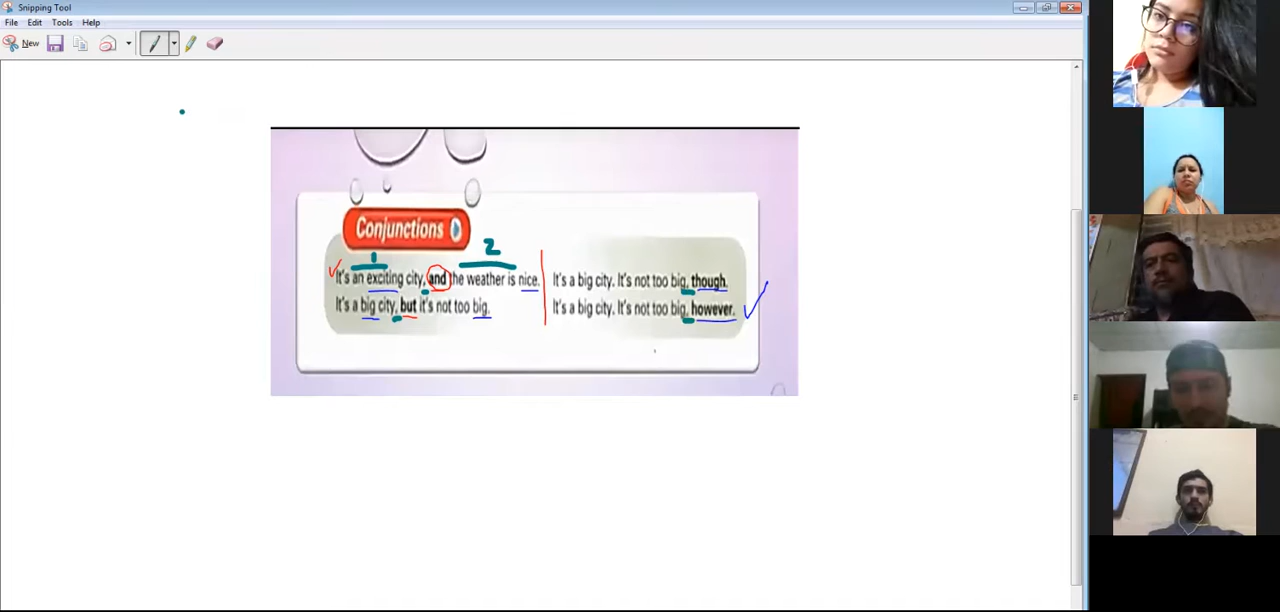 Snipping Tool
File Edit Tools Help
New
Conjunctions
1 2
It's an exciting city, and the weather is nice.
It's a big city, but it's not too big.
It's a big city. It's not too big, though.
It's a big city. It's not too big, however.